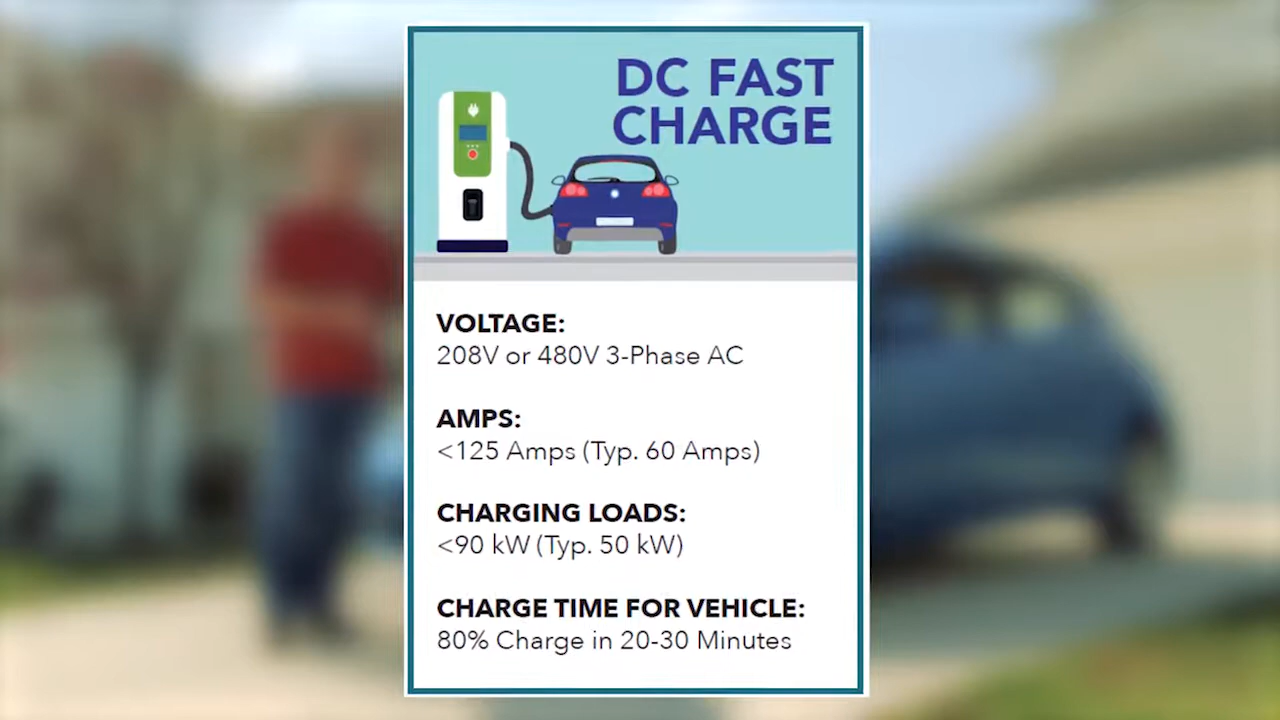 DC FAST
CHARGE
VOLTAGE:
208V or 480V 3-Phase AC
AMPS:
<125 Amps (Typ. 60 Amps)
CHARGING LOADS:
<90 kW (Typ. 50 kW)
CHARGE TIME FOR VEHICLE:
80% Charge in 20-30 Minutes